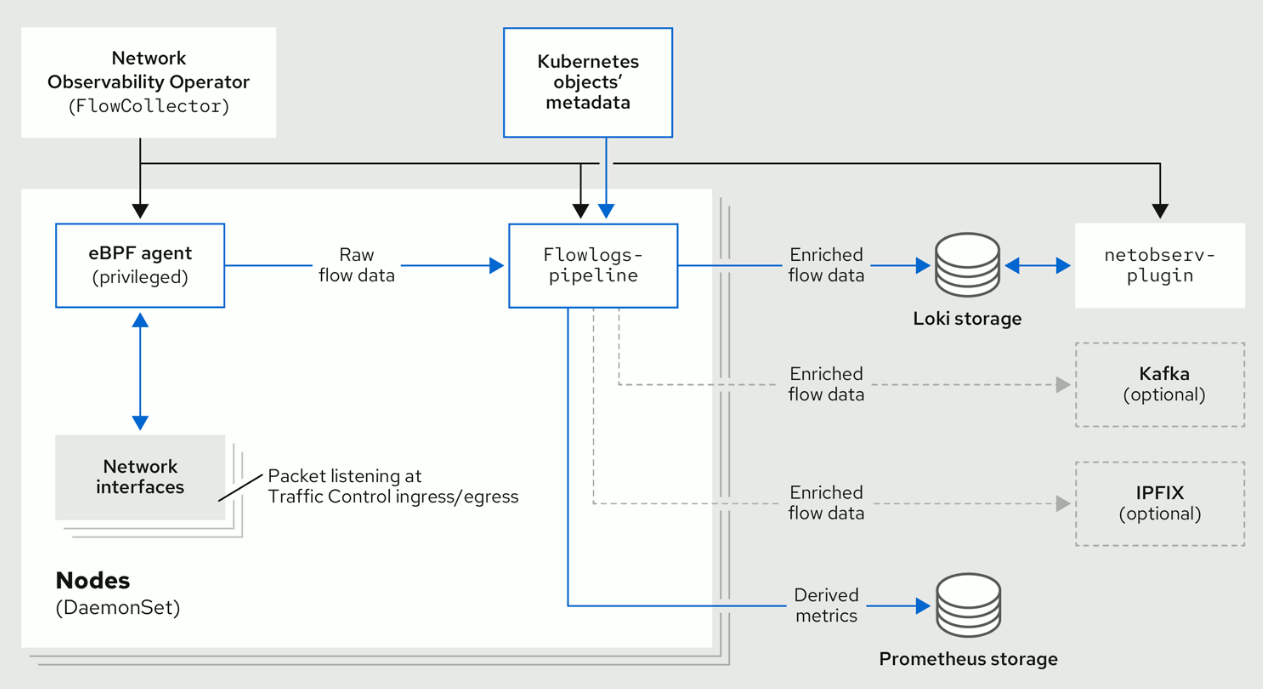 Network
Observability Operator
(FlowCollector)
Kubernetes
objects’
metadata
eBPF agent
(privileged)
Raw
flow data
Flowlogs-
pipeline
Enriched
flow data
Loki storage
netobserv-
plugin
Enriched
flow data
Kafka
(optional)
Network
interfaces
Packet listening at
Traffic Control ingress/egress
Enriched
flow data
IPFIX
(optional)
Nodes
(DaemonSet)
Derived
metrics
Prometheus storage